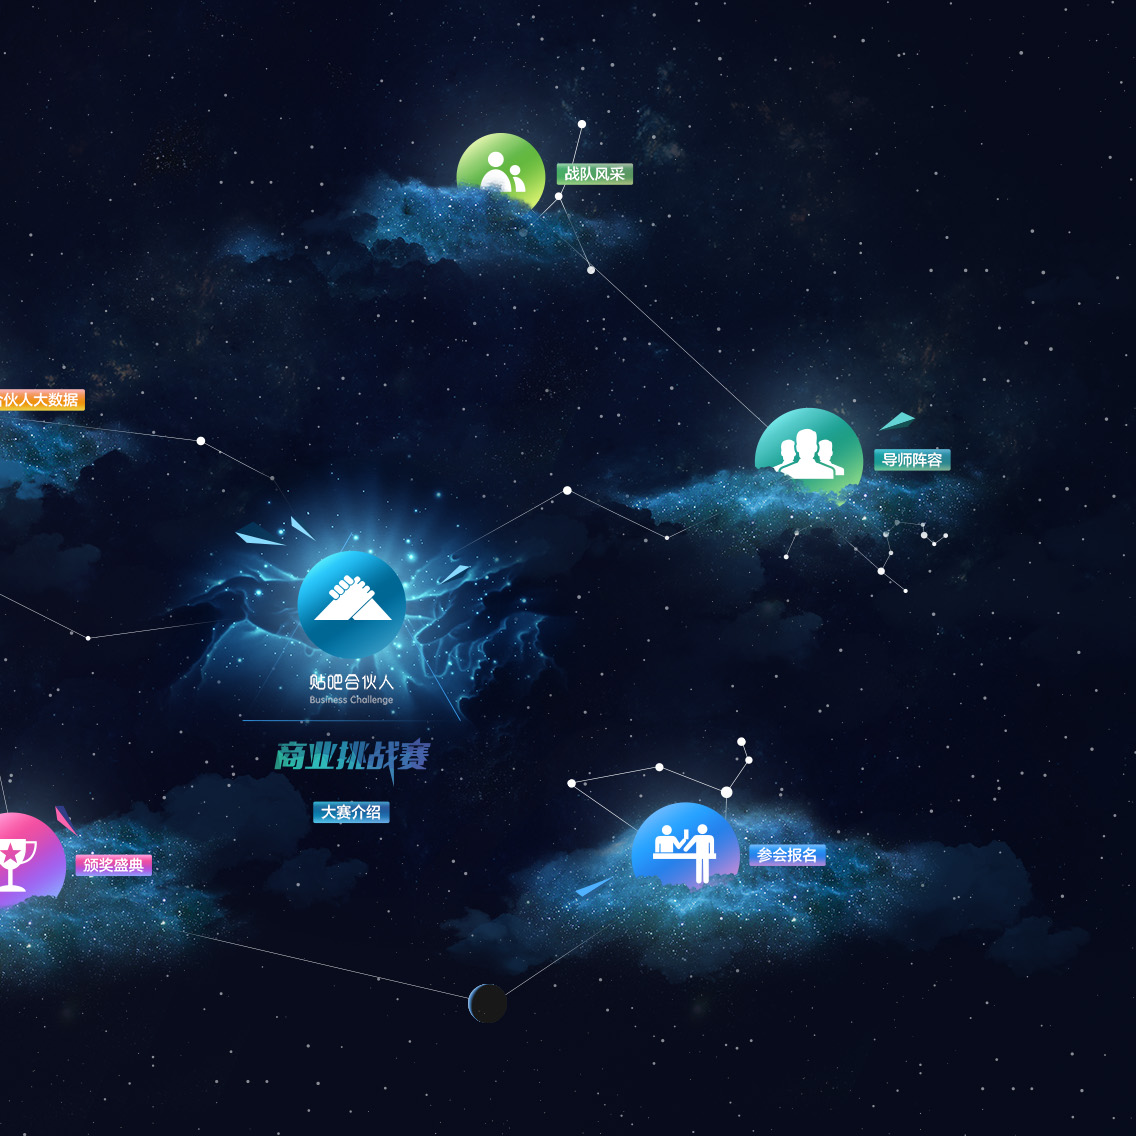 战队风采
合伙人大数据
导师阵容
贴吧合伙人
Business Challenge
商业挑战赛
大赛介绍
参会报名
颁奖盛典